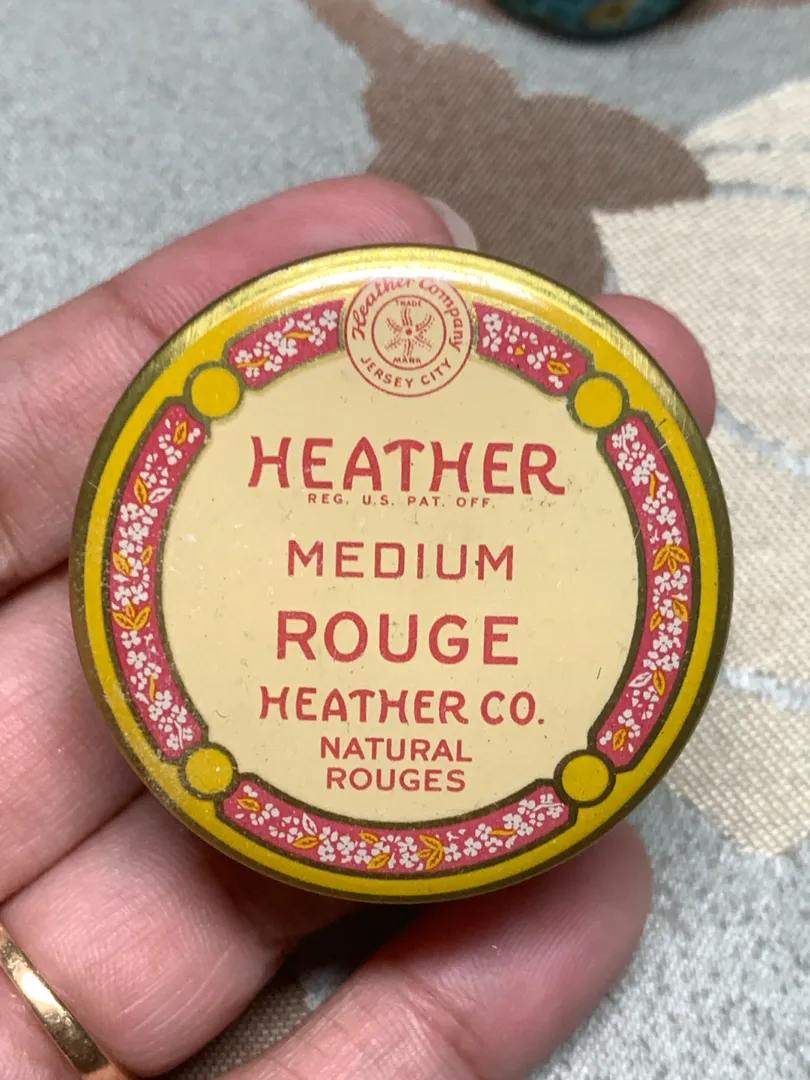 Heather Company
TRADE
MARK
JERSEY CITY
HEATHER
REG. U.S. PAT. OFF.
MEDIUM
ROUGE
HEATHER CO.
NATURAL
ROUGES